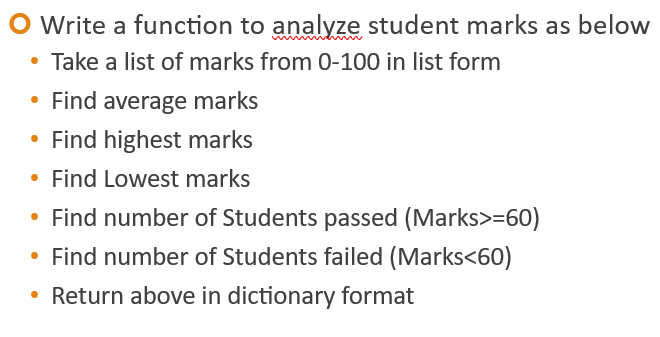 Write a function to analyze student marks as below
Take a list of marks from 0-100 in list form
Find average marks
Find highest marks
Find Lowest marks
Find number of Students passed (Marks>=60)
Find number of Students failed (Marks<60)
Return above in dictionary format